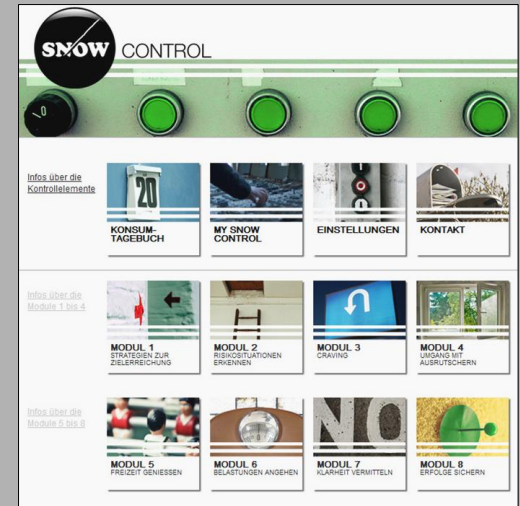 SNOW CONTROL
Infos über die
Kontrollelemente
20
KONSUM-
TAGEBUCH
MY SNOW
CONTROL
EINSTELLUNGEN
KONTAKT
Infos über die
Module 1 bis 4
MODUL 1
STRATEGIEN ZUR
ZIELERREICHUNG
MODUL 2
RISIKOSITUATIONEN
ERKENNEN
MODUL 3
CRAVING
MODUL 4
UMGANG MIT
AUSRUTSCHERN
Infos über die
Module 5 bis 8
NO
MODUL 5
FREIZEIT GENIESSEN
MODUL 6
BELASTUNGEN ANGEHEN
MODUL 7
KLARHEIT VERMITTELN
MODUL 8
ERFOLGE SICHERN